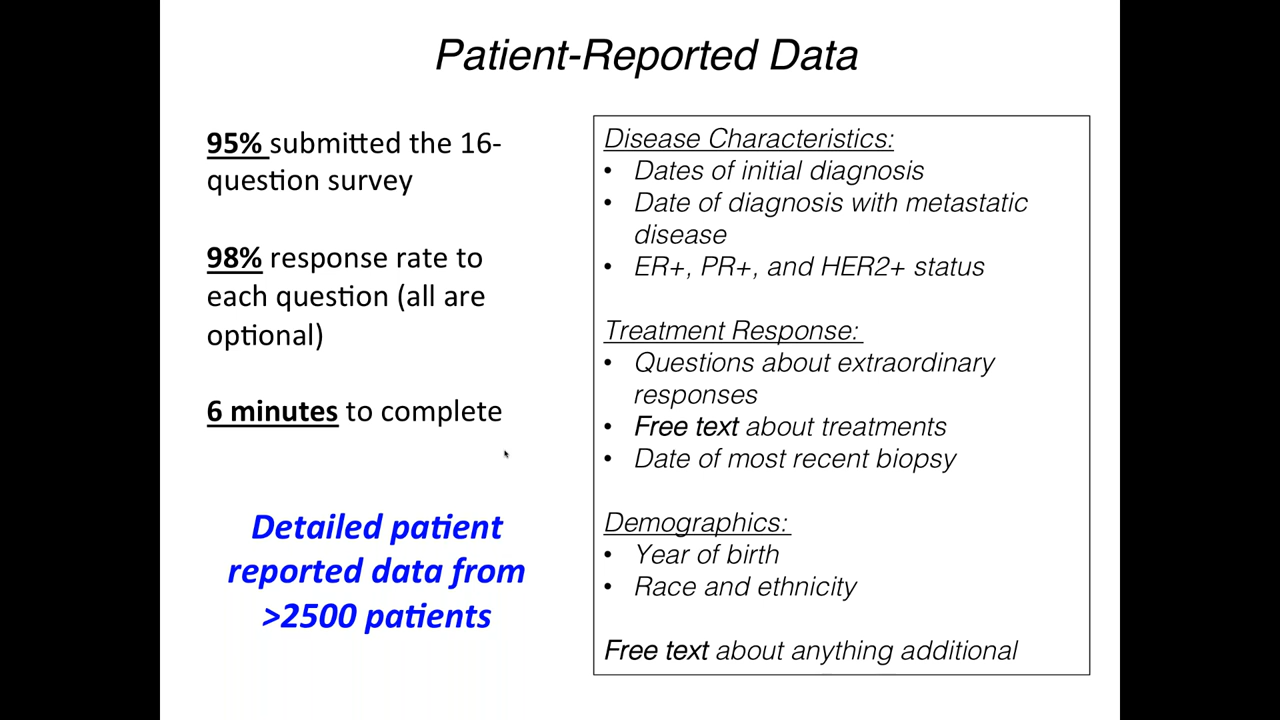 Patient-Reported Data
95% submitted the 16-
question survey
98% response rate to
each question (all are
optional)
6 minutes to complete
Detailed patient
reported data from
>2500 patients
Disease Characteristics:
• Dates of initial diagnosis
• Date of diagnosis with metastatic
disease
• ER+, PR+, and HER2+ status
Treatment Response:
• Questions about extraordinary
responses
• Free text about treatments
• Date of most recent biopsy
Demographics:
• Year of birth
• Race and ethnicity
Free text about anything additional